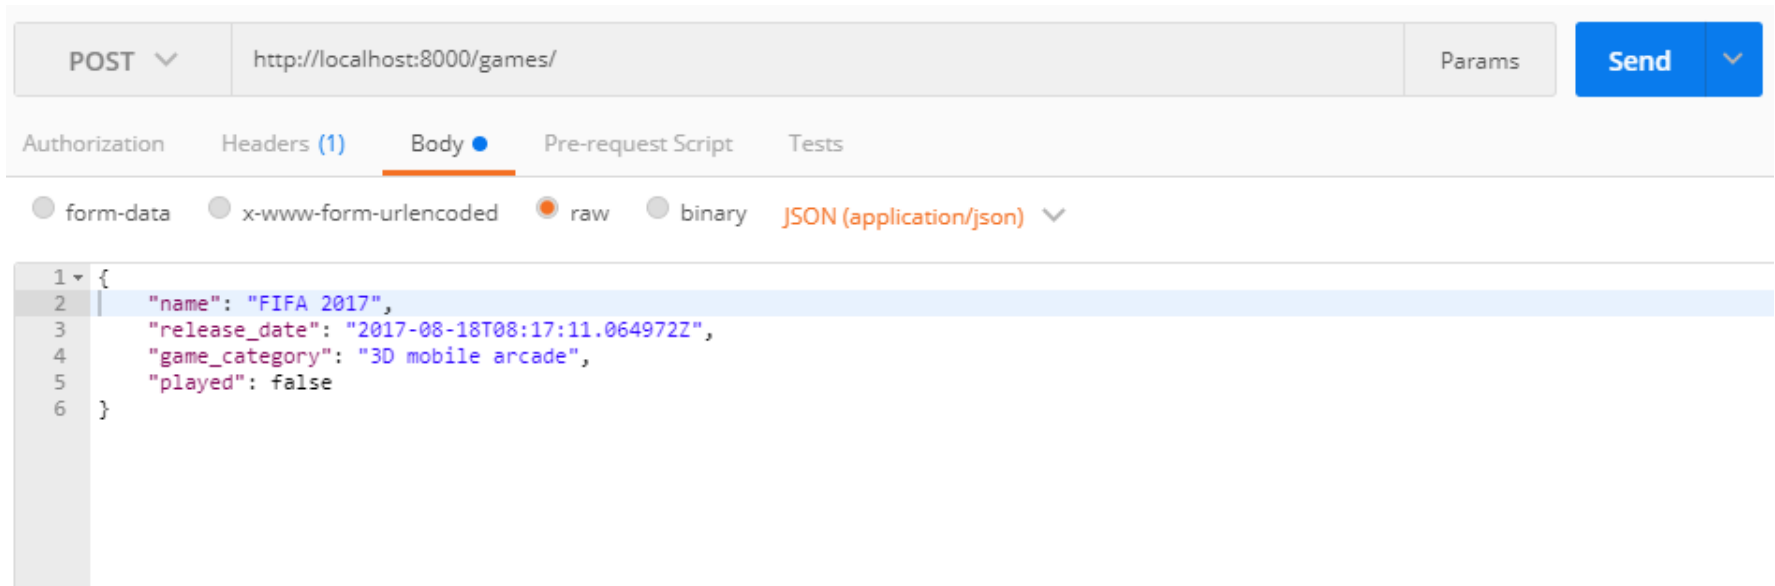 POST http://localhost:8000/games/ Params Send
Authorization Headers (1) Body Pre-request Script Tests
form-data x-www-form-urlencoded raw binary JSON (application/json)
1 {
2 "name": "FIFA 2017",
3 "release_date": "2017-08-18T08:17:11.064972Z",
4 "game_category": "3D mobile arcade",
5 "played": false
6 }